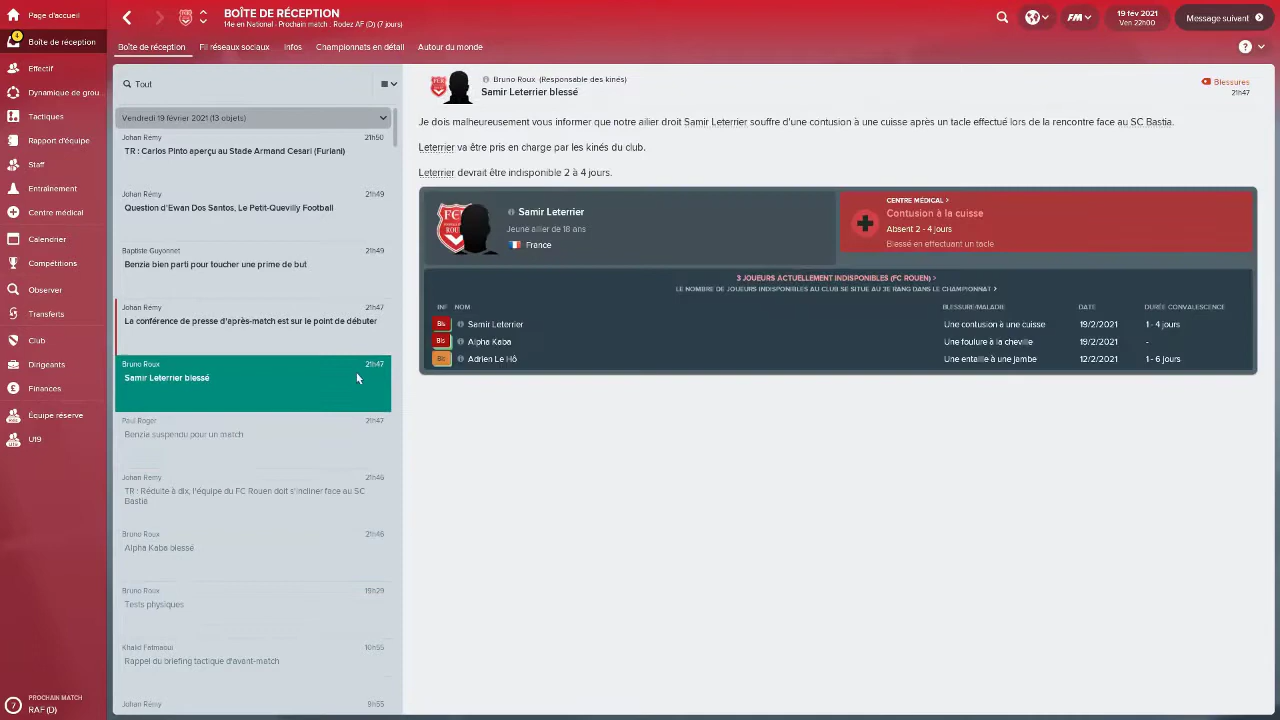 Page d'accueil
4
Boîte de réception
Effectif
Dynamique de grou...
Tactiques
Rapport d'équipe
Staff
Entraînement
Centre médical
Calendrier
Compétitions
Observer
Transferts
Club
Dirigeants
Finances
Équipe réserve
U19
PROCHAIN MATCH
RAF (D)
BOÎTE DE RÉCEPTION
14e en National - Prochain match : Rodez AF (D) (7 jours)
FM
19 fév 2021
Ven 22h00
Message suivant
Boîte de réception
Fil réseaux sociaux
Infos
Championnats en détail
Autour du monde
?
Tout
Vendredi 19 février 2021 (13 objets)
Johan Rémy 21h50
TR : Carlos Pinto aperçu au Stade Armand Cesari (Furiani)
Johan Rémy 21h49
Question d'Ewan Dos Santos, Le Petit-Quevilly Football
Baptiste Guyonnet 21h49
Benzia bien parti pour toucher une prime de but
Johan Rémy 21h47
La conférence de presse d'après-match est sur le point de débuter
Bruno Roux 21h47
Samir Leterrier blessé
Paul Roger 21h47
Benzia suspendu pour un match
Johan Rémy 21h46
TR : Réduite à dix, l'équipe du FC Rouen doit s'incliner face au SC
Bastia
Bruno Roux 21h46
Alpha Kaba blessé
Bruno Roux 19h29
Tests physiques
Khalid Fatmaoui 10h55
Rappel du briefing tactique d'avant-match
Johan Rémy 9h55
Bruno Roux (Responsable des kinés)
Samir Leterrier blessé
Blessures
21h47
Je dois malheureusement vous informer que notre ailier droit Samir Leterrier souffre d'une contusion à une cuisse après un tacle effectué lors de la rencontre face au SC Bastia.
Leterrier va être pris en charge par les kinés du club.
Leterrier devrait être indisponible 2 à 4 jours.
Samir Leterrier
Jeune ailier de 18 ans
France
CENTRE MÉDICAL >
Contusion à la cuisse
Absent 2 - 4 jours
Blessé en effectuant un tacle
3 JOUEURS ACTUELLEMENT INDISPONIBLES (FC ROUEN) >
LE NOMBRE DE JOUEURS INDISPONIBLES AU CLUB SE SITUE AU 3E RANG DANS LE CHAMPIONNAT >
INF NOM BLESSURE/MALADIE DATE DURÉE CONVALESCENCE
Bls Samir Leterrier Une contusion à une cuisse 19/2/2021 1 - 4 jours
Bls Alpha Kaba Une foulure à la cheville 19/2/2021 -
Bls Adrien Le Hô Une entaille à une jambe 12/2/2021 1 - 6 jours